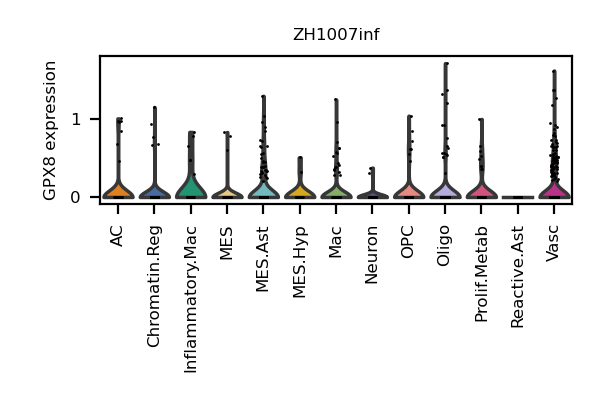 ZH1007inf
GPX8 expression
1
0
AC
Chromatin.Reg
Inflammatory.Mac
MES
MES.Ast
MES.Hyp
Mac
Neuron
OPC
Oligo
Prolif.Metab
Reactive.Ast
Vasc